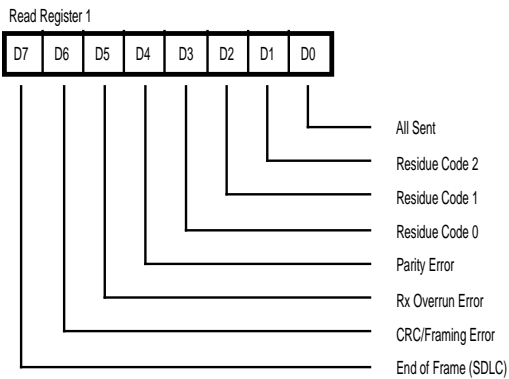 Read Register 1
D7 D6 D5 D4 D3 D2 D1 D0
All Sent
Residue Code 2
Residue Code 1
Residue Code 0
Parity Error
Rx Overrun Error
CRC/Framing Error
End of Frame (SDLC)